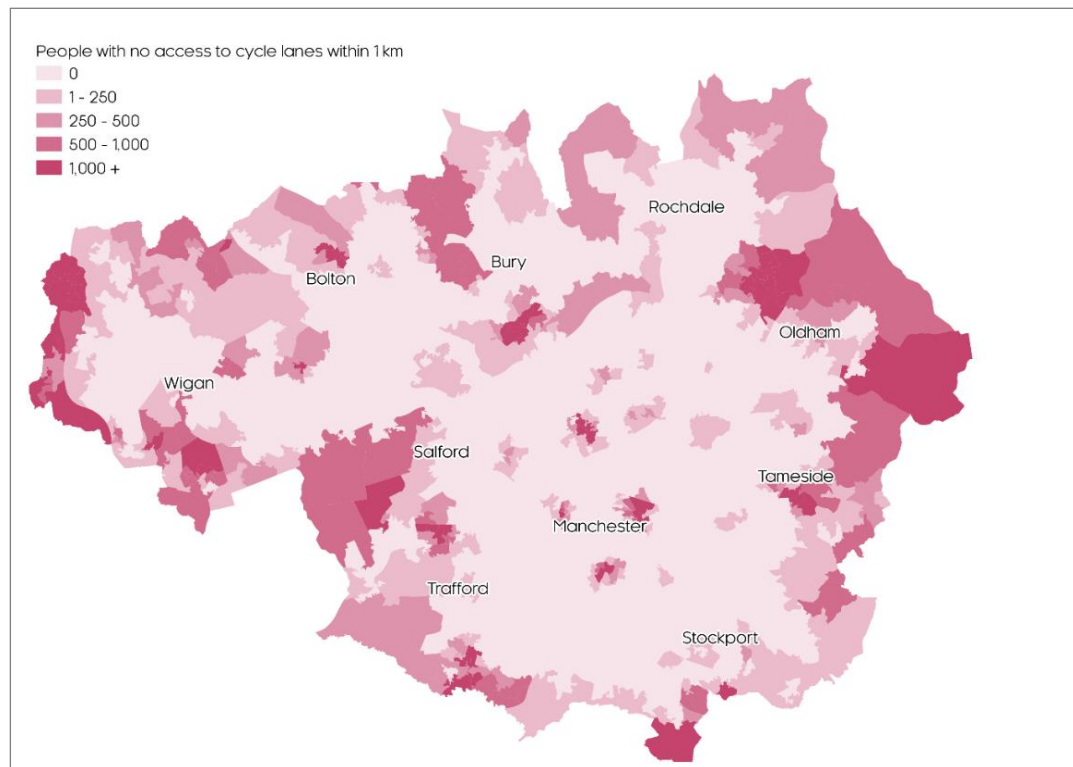 People with no access to cycle lanes within 1 km
0
1 - 250
250 - 500
500 - 1,000
1,000 +
Rochdale
Bury
Bolton
Oldham
Wigan
Salford
Tameside
Manchester
Trafford
Stockport